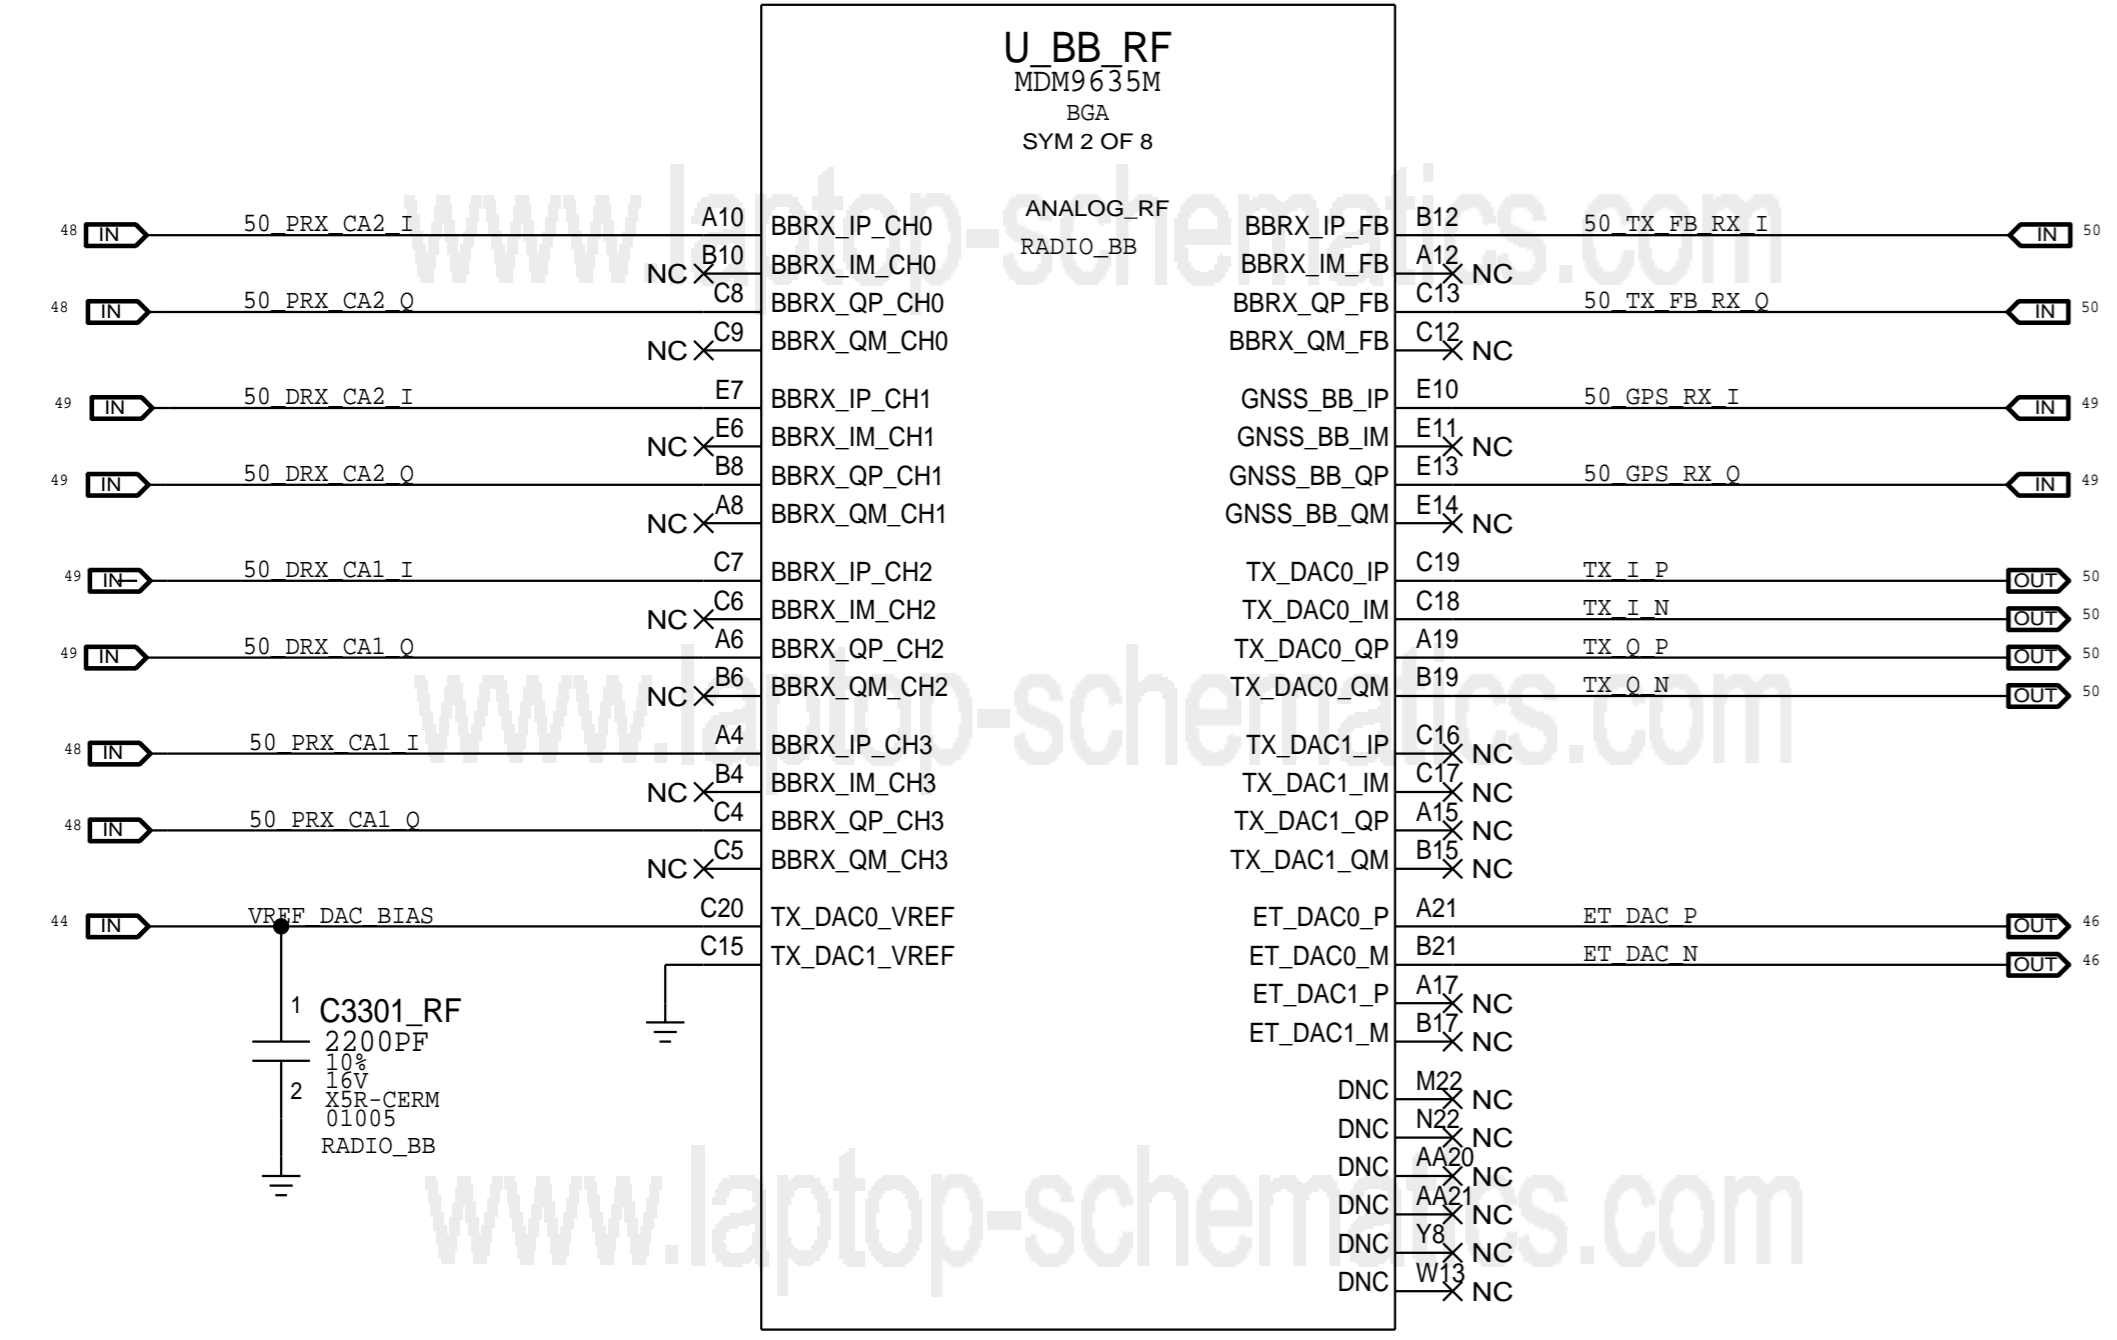 U_BB_RF
MDM9635M
BGA
SYM 2 OF 8
ANALOG_RF
RADIO_BB
48 IN 50_PRX_CA2_I A10 BBRX_IP_CH0
NC B10 BBRX_IM_CH0
48 IN 50_PRX_CA2_Q C8 BBRX_QP_CH0
NC C9 BBRX_QM_CH0
49 IN 50_DRX_CA2_I E7 BBRX_IP_CH1
NC E6 BBRX_IM_CH1
49 IN 50_DRX_CA2_Q B8 BBRX_QP_CH1
NC A8 BBRX_QM_CH1
49 IN 50_DRX_CA1_I C7 BBRX_IP_CH2
NC C6 BBRX_IM_CH2
49 IN 50_DRX_CA1_Q A6 BBRX_QP_CH2
NC B6 BBRX_QM_CH2
48 IN 50_PRX_CA1_I A4 BBRX_IP_CH3
NC B4 BBRX_IM_CH3
48 IN 50_PRX_CA1_Q C4 BBRX_QP_CH3
NC C5 BBRX_QM_CH3
44 IN VREF_DAC_BIAS C20 TX_DAC0_VREF
C15 TX_DAC1_VREF
1 C3301_RF
2200PF
10%
16V
2 X5R-CERM
01005
RADIO_BB
BBRX_IP_FB B12 50_TX_FB_RX_I IN 50
BBRX_IM_FB A12 NC
BBRX_QP_FB C13 50_TX_FB_RX_Q IN 50
BBRX_QM_FB C12 NC
GNSS_BB_IP E10 50_GPS_RX_I IN 49
GNSS_BB_IM E11 NC
GNSS_BB_QP E13 50_GPS_RX_Q IN 49
GNSS_BB_QM E14 NC
TX_DAC0_IP C19 TX_I_P OUT 50
TX_DAC0_IM C18 TX_I_N OUT 50
TX_DAC0_QP A19 TX_Q_P OUT 50
TX_DAC0_QM B19 TX_Q_N OUT 50
TX_DAC1_IP C16 NC
TX_DAC1_IM C17 NC
TX_DAC1_QP A15 NC
TX_DAC1_QM B15 NC
ET_DAC0_P A21 ET_DAC_P OUT 46
ET_DAC0_M B21 ET_DAC_N OUT 46
ET_DAC1_P A17 NC
ET_DAC1_M B17 NC
DNC M22 NC
DNC N22 NC
DNC AA20 NC
DNC AA21 NC
DNC Y8 NC
DNC W13 NC
www.laptop-schematics.com
www.laptop-schematics.com
www.laptop-schematics.com